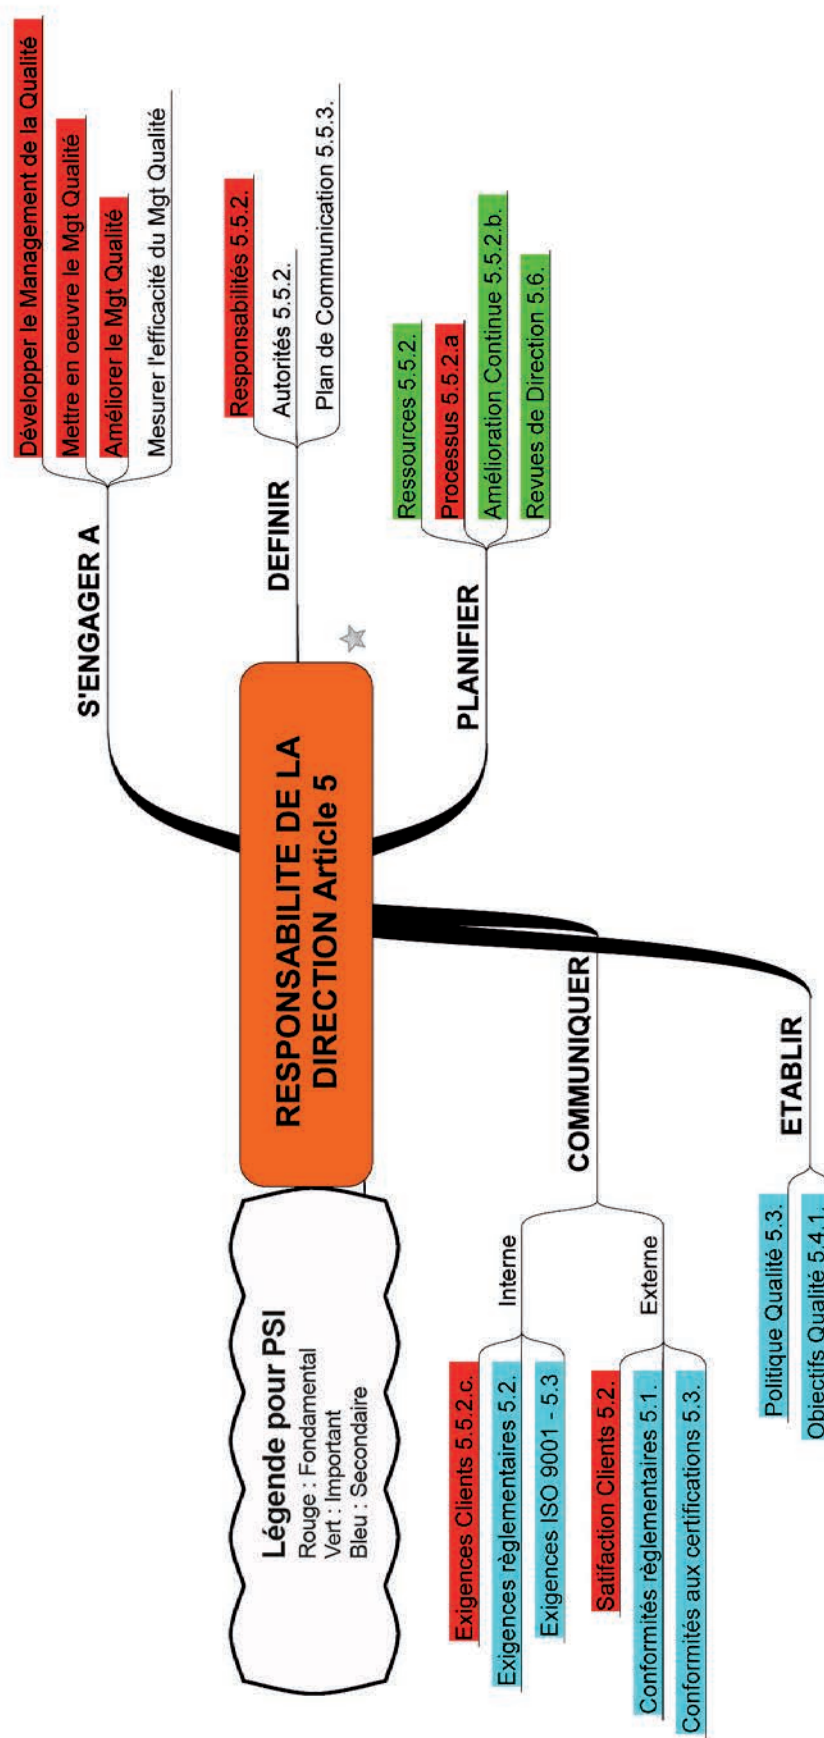 RESPONSABILITE DE LA
DIRECTION Article 5
S'ENGAGER A
Développer le Management de la Qualité
Mettre en oeuvre le Mgt Qualité
Améliorer le Mgt Qualité
Mesurer l'efficacité du Mgt Qualité
DEFINIR
Responsabilités 5.5.2.
Autorités 5.5.2.
Plan de Communication 5.5.3.
PLANIFIER
Ressources 5.5.2.
Processus 5.5.2.a
Amélioration Continue 5.5.2.b.
Revues de Direction 5.6.
Légende pour PSI
Rouge : Fondamental
Vert : Important
Bleu : Secondaire
COMMUNIQUER
Interne
Exigences Clients 5.5.2.c.
Exigences règlementaires 5.2.
Exigences ISO 9001 - 5.3
Externe
Satifaction Clients 5.2.
Conformités règlementaires 5.1.
Conformités aux certifications 5.3.
ETABLIR
Politique Qualité 5.3.
Objectifs Qualité 5.4.1.